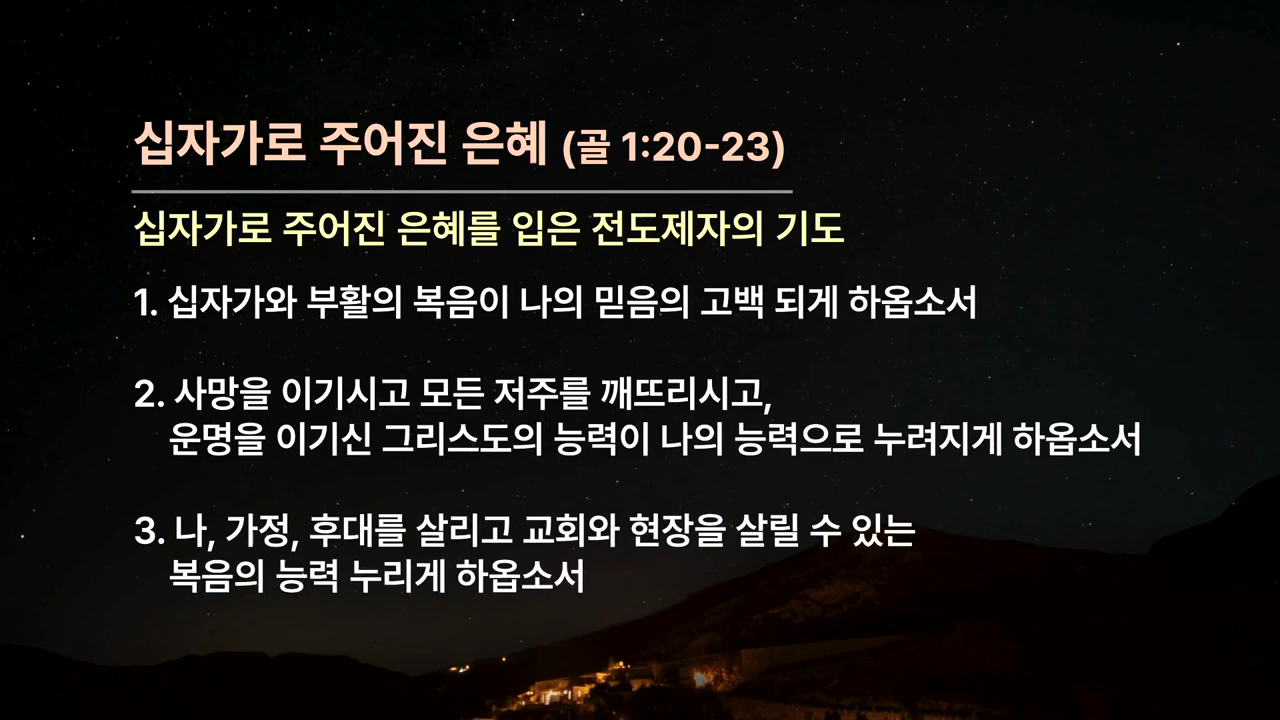 십자가로 주어진 은혜 (골 1:20-23)
십자가로 주어진 은혜를 입은 전도제자의 기도
1. 십자가와 부활의 복음이 나의 믿음의 고백 되게 하옵소서
2. 사망을 이기시고 모든 저주를 깨뜨리시고,
운명을 이기신 그리스도의 능력이 나의 능력으로 누려지게 하옵소서
3. 나, 가정, 후대를 살리고 교회와 현장을 살릴 수 있는
복음의 능력 누리게 하옵소서